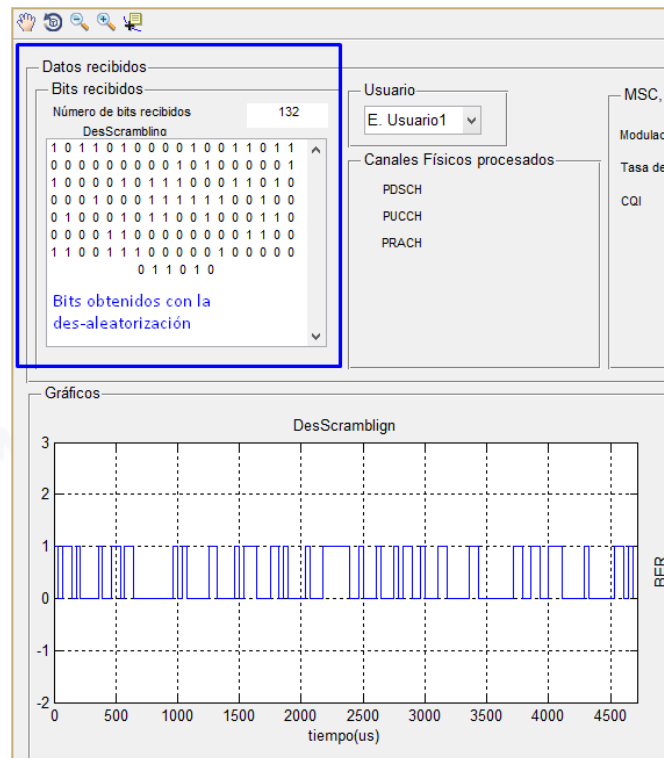 Datos recibidos
Bits recibidos
Número de bits recibidos 132
DesScrambling
1 0 1 1 0 1 0 0 0 0 1 0 0 1 1 0 1 1
0 0 0 0 0 0 0 0 1 0 1 0 0 0 0 0 0 1
1 0 0 0 0 1 0 1 1 1 0 0 0 1 1 0 1 0
0 0 0 1 0 0 0 1 1 1 1 1 1 1 0 0 0 1
0 1 0 0 0 1 1 0 1 0 1 1 0 0 0 1 1 0
0 0 0 0 1 1 0 0 0 0 0 0 0 0 1 1 0 0
1 1 0 0 1 1 1 0 0 0 0 0 1 0 0 0 0 0
0 1 1 0 1 0
Bits obtenidos con la
des-aleatorización
Usuario
E. Usuario1
Canales Físicos procesados
PDSCH
PUCCH
PRACH
MSC,
Modulac
Tasa de
CQI
Gráficos
DesScramblign
3
2
1
0
-1
-2
0 500 1000 1500 2000 2500 3000 3500 4000 4500
tiempo(us)
BER